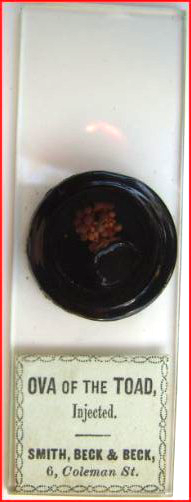 OVA OF THE TOAD,
Injected.
SMITH, BECK & BECK,
6, Coleman St.